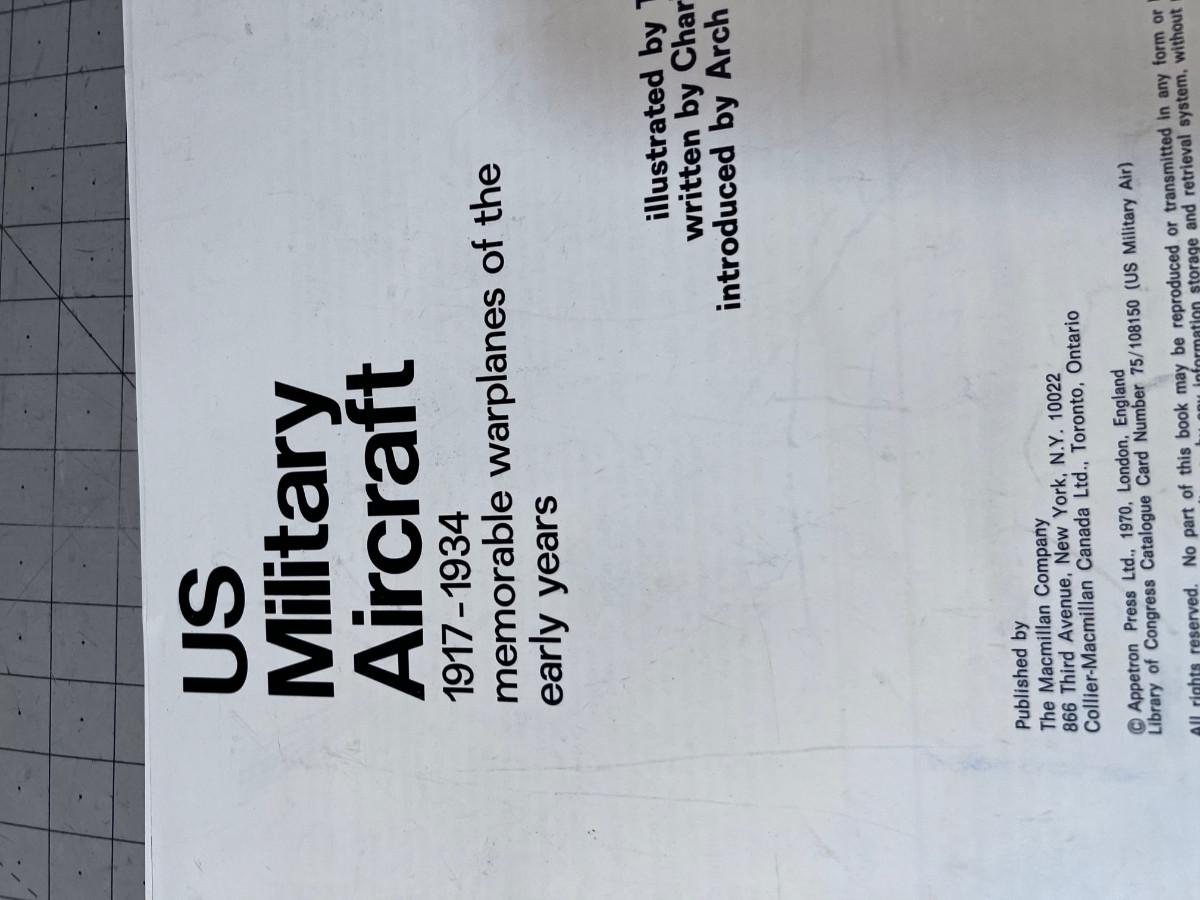 US
Military
Aircraft
1917-1934
memorable warplanes of the
early years
illustrated by
written by Char
introduced by Arch
Published by
The Macmillan Company
866 Third Avenue, New York, N.Y. 10022
Collier-Macmillan Canada Ltd., Toronto, Ontario
© Appetron Press Ltd., 1970, London, England
Library of Congress Catalogue Card Number 75/108150 (US Military Air)
All rights reserved. No part of this book may be reproduced or transmitted in any form or
information storage and retrieval system, without